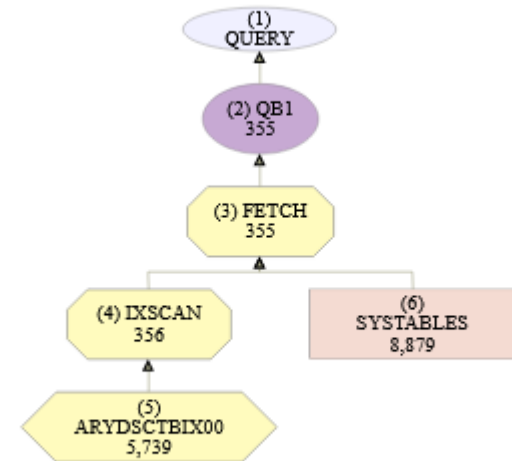 (1)
QUERY
(2) QB1
355
(3) FETCH
355
(4) IXSCAN
356
(6)
SYSTABLES
8,879
(5)
ARYDSCTBIX00
5,739